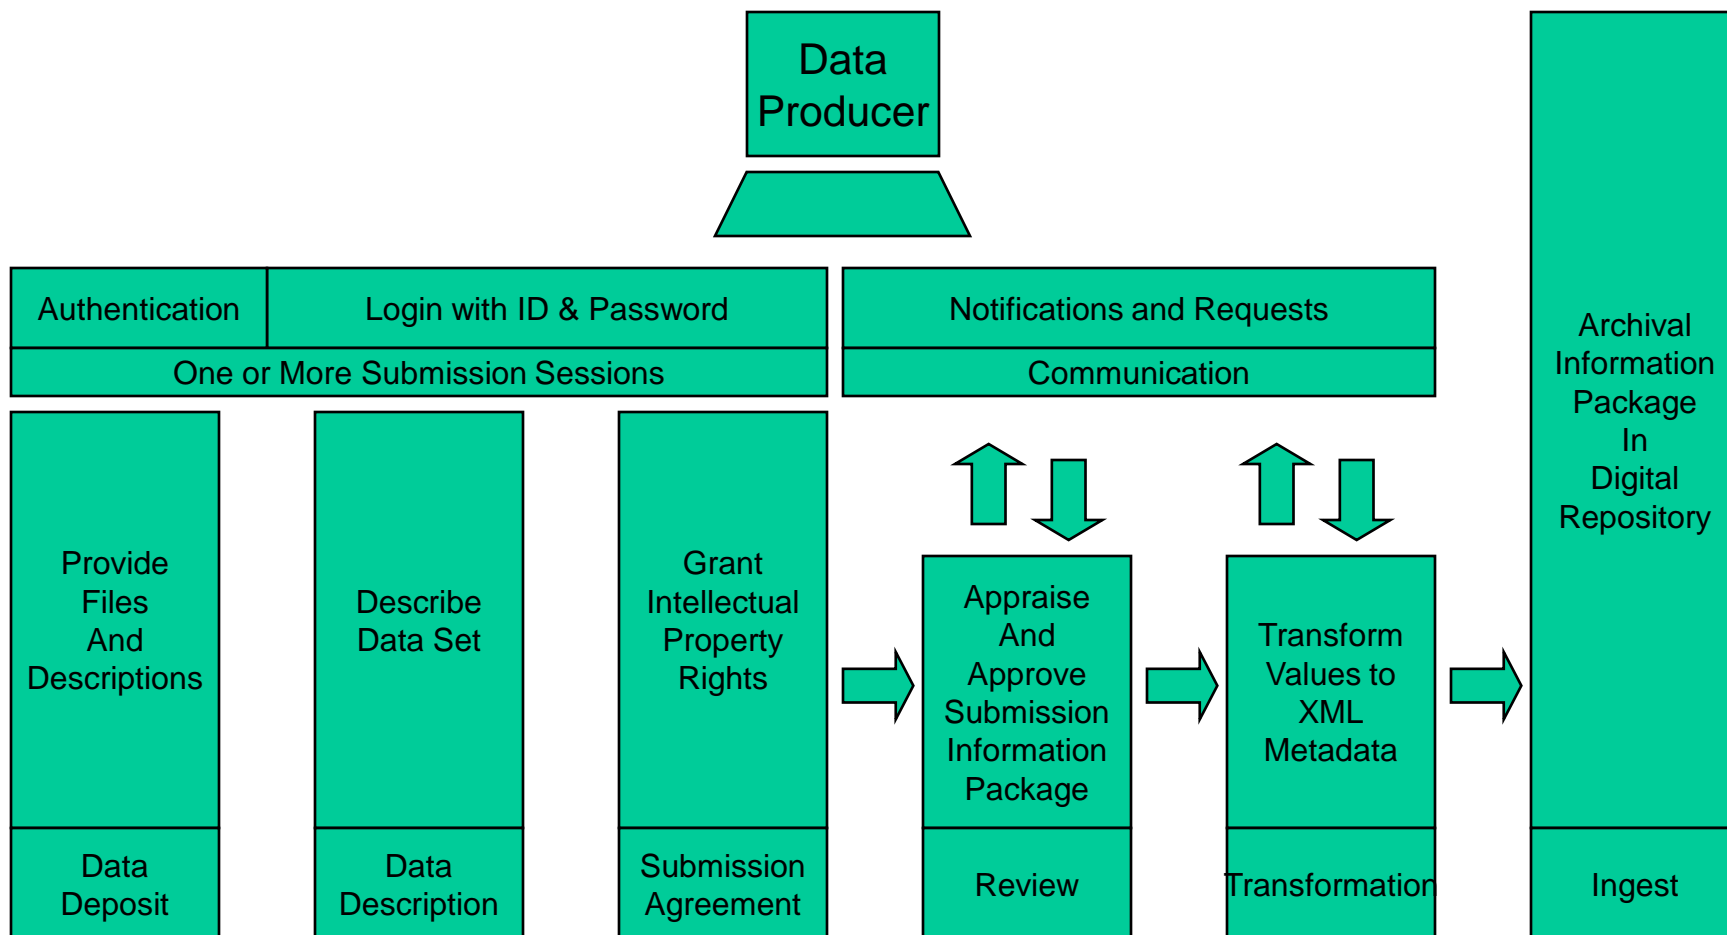 Data
Producer
Authentication
Login with ID & Password
One or More Submission Sessions
Notifications and Requests
Communication
Provide
Files
And
Descriptions
Data
Deposit
Describe
Data Set
Data
Description
Grant
Intellectual
Property
Rights
Submission
Agreement
Appraise
And
Approve
Submission
Information
Package
Review
Transform
Values to
XML
Metadata
Transformation
Archival
Information
Package
In
Digital
Repository
Ingest